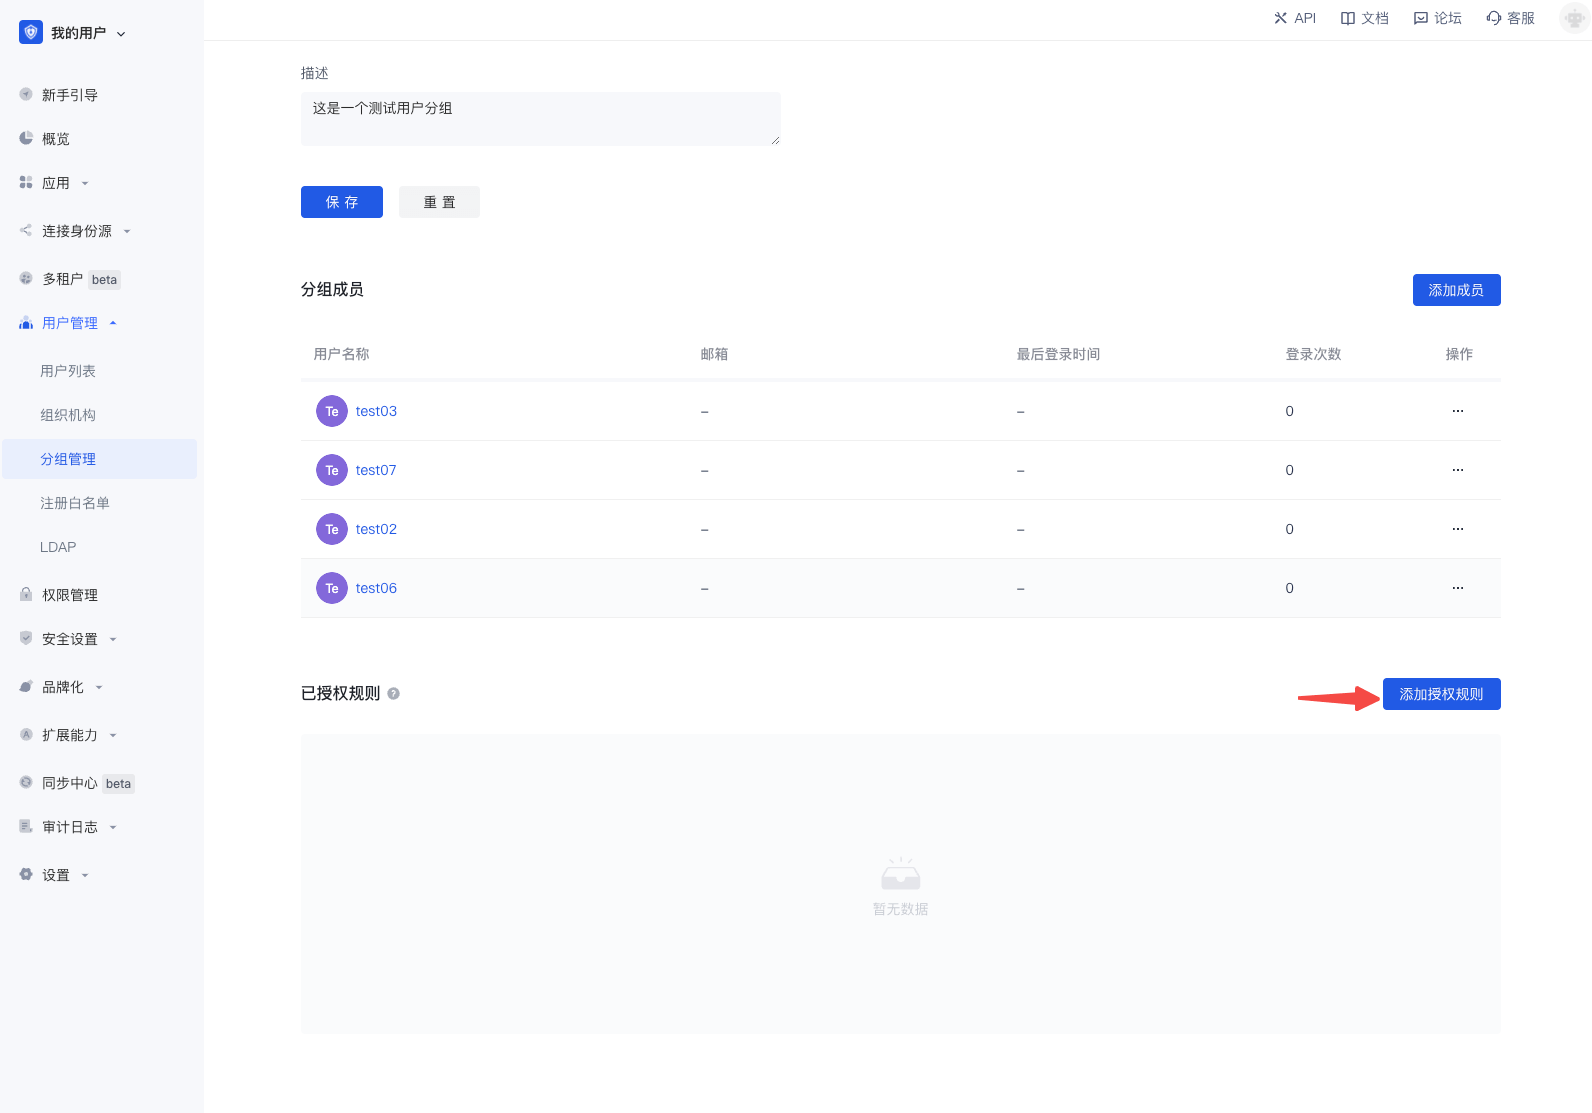 我的用户
API
文档
论坛
客服
新手引导
概览
应用
连接身份源
多租户 beta
用户管理
用户列表
组织机构
分组管理
注册白名单
LDAP
权限管理
安全设置
品牌化
扩展能力
同步中心 beta
审计日志
设置
描述
这是一个测试用户分组
保 存
重 置
分组成员
添加成员
用户名称 邮箱 最后登录时间 登录次数 操作
Te test03 – – 0 ···
Te test07 – – 0 ···
Te test02 – – 0 ···
Te test06 – – 0 ···
已授权规则 ?
添加授权规则
暂无数据